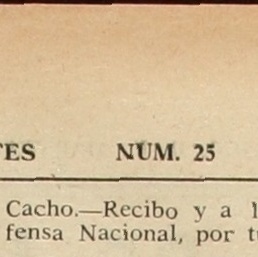 TES NUM. 25
Cacho.—Recibo y a l
fensa Nacional, por t